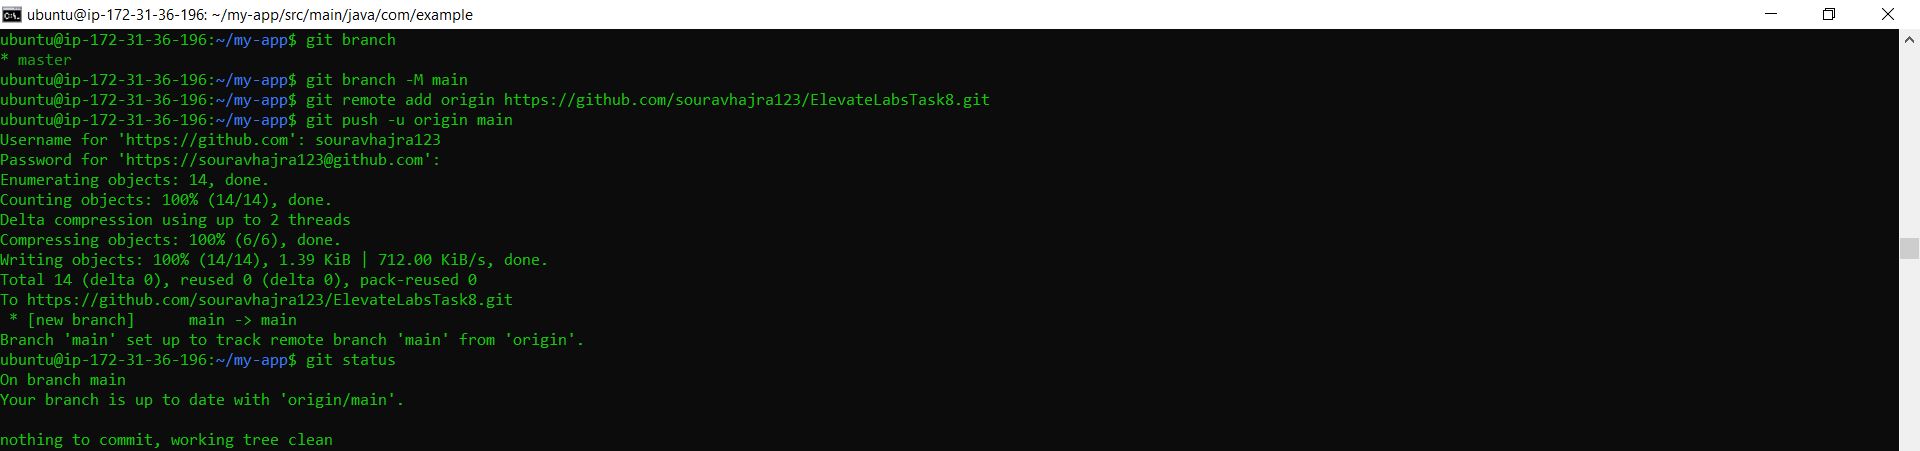 ubuntu@ip-172-31-36-196: ~/my-app/src/main/java/com/example
ubuntu@ip-172-31-36-196:~/my-app$ git branch
* master
ubuntu@ip-172-31-36-196:~/my-app$ git branch -M main
ubuntu@ip-172-31-36-196:~/my-app$ git remote add origin https://github.com/souravhajra123/ElevateLabsTask8.git
ubuntu@ip-172-31-36-196:~/my-app$ git push -u origin main
Username for 'https://github.com': souravhajra123
Password for 'https://souravhajra123@github.com':
Enumerating objects: 14, done.
Counting objects: 100% (14/14), done.
Delta compression using up to 2 threads
Compressing objects: 100% (6/6), done.
Writing objects: 100% (14/14), 1.39 KiB | 712.00 KiB/s, done.
Total 14 (delta 0), reused 0 (delta 0), pack-reused 0
To https://github.com/souravhajra123/ElevateLabsTask8.git
 * [new branch]      main -> main
Branch 'main' set up to track remote branch 'main' from 'origin'.
ubuntu@ip-172-31-36-196:~/my-app$ git status
On branch main
Your branch is up to date with 'origin/main'.

nothing to commit, working tree clean